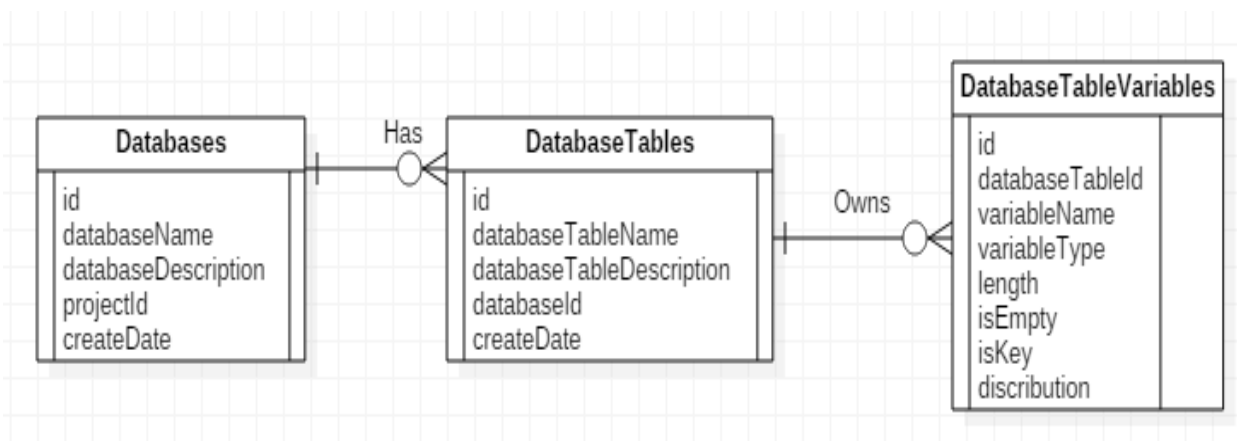 Databases
id
databaseName
databaseDescription
projectId
createDate
Has
DatabaseTables
id
databaseTableName
databaseTableDescription
databaseId
createDate
Owns
DatabaseTableVariables
id
databaseTableId
variableName
variableType
length
isEmpty
isKey
discribution